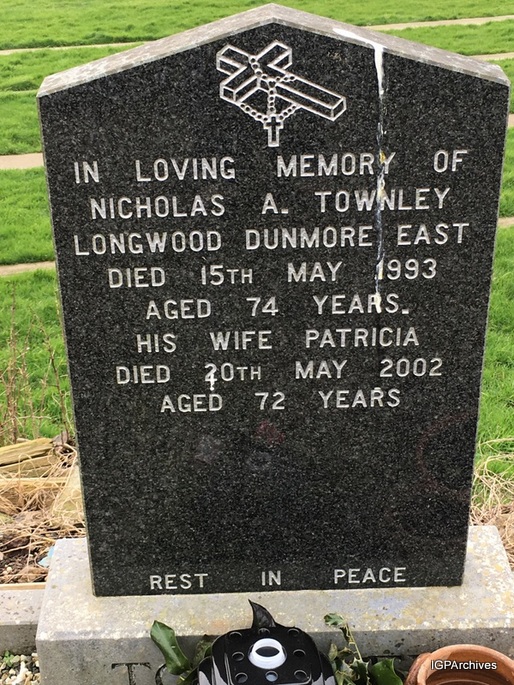 IN LOVING MEMORY OF
NICHOLAS A. TOWNLEY
LONGWOOD DUNMORE EAST
DIED 15TH MAY 1993
AGED 74 YEARS.
HIS WIFE PATRICIA
DIED 20TH MAY 2002
AGED 72 YEARS
REST IN PEACE
IGPArchives